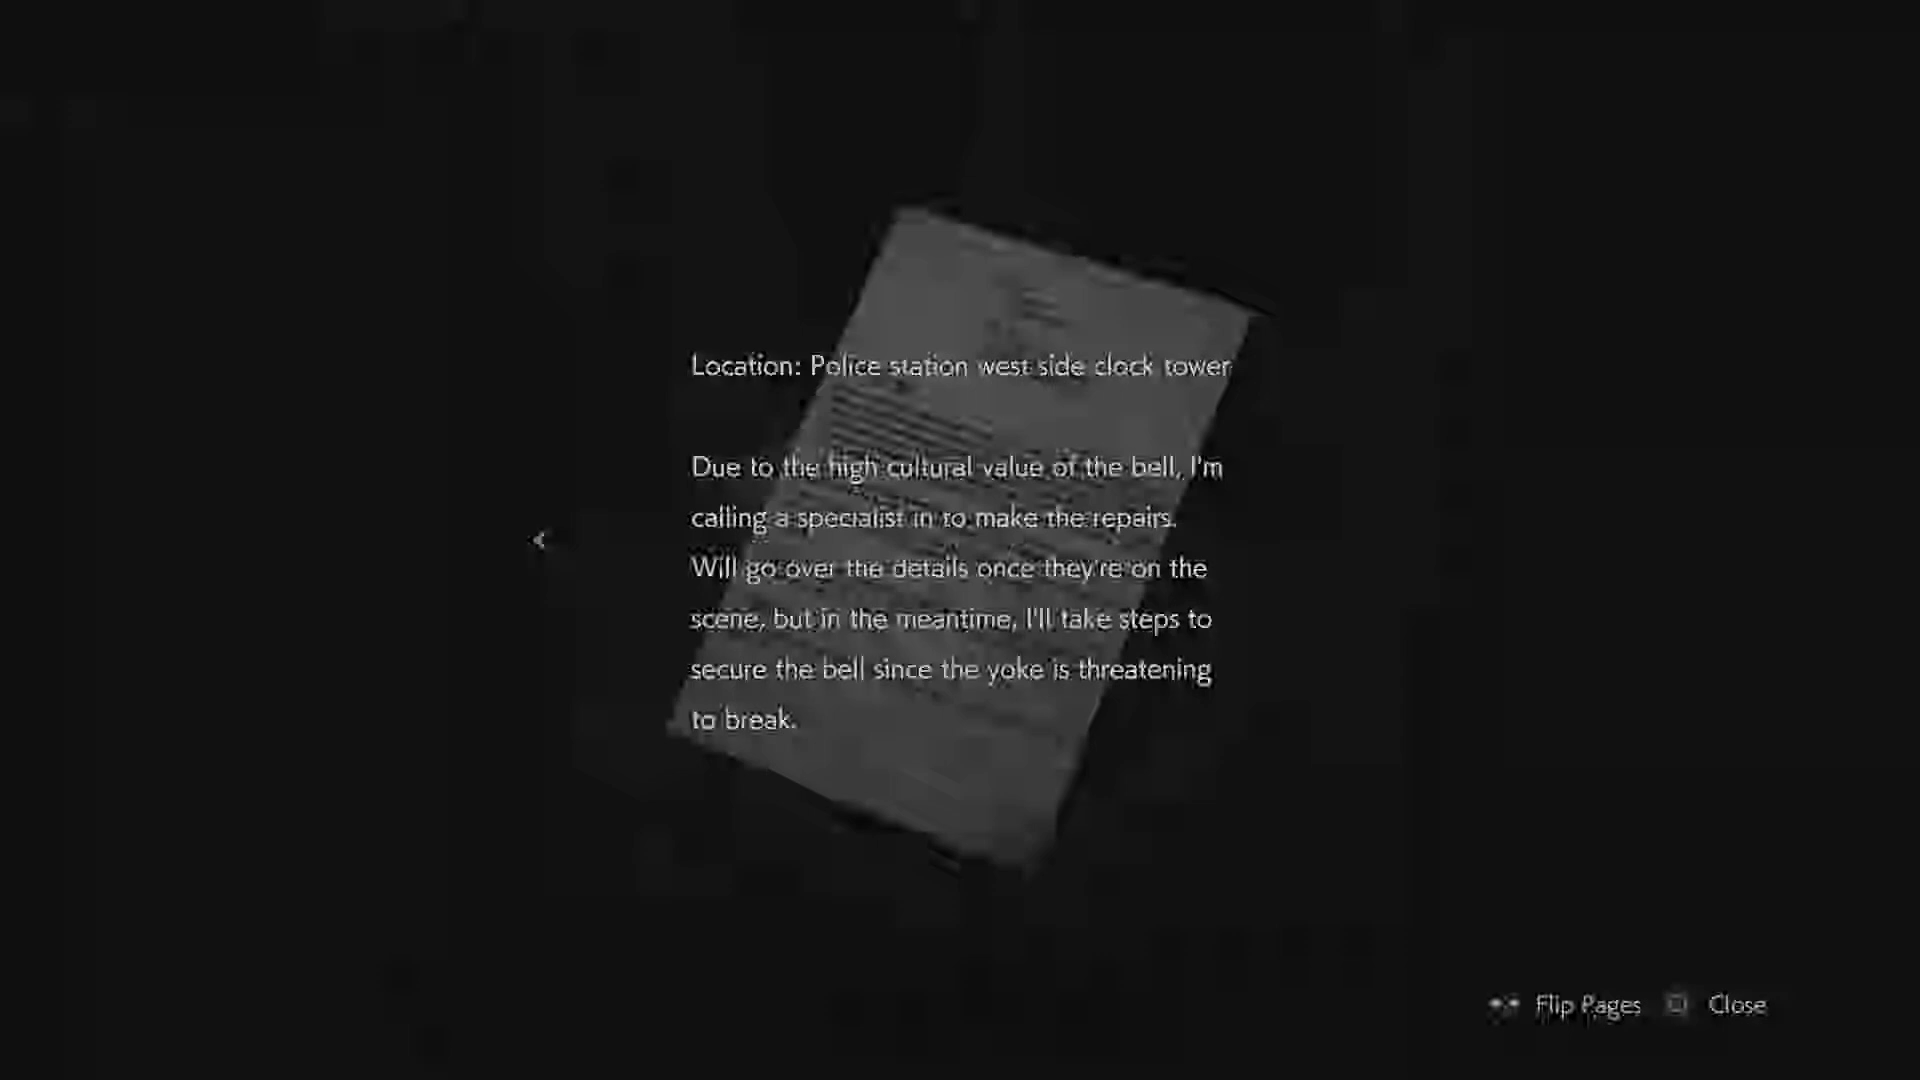 Location: Police station west side clock tower
Due to the high cultural value of the bell, I'm
calling a specialist in to make the repairs.
Will go over the details once they're on the
scene, but in the meantime, I'll take steps to
secure the bell since the yoke is threatening
to break.
Flip Pages Close